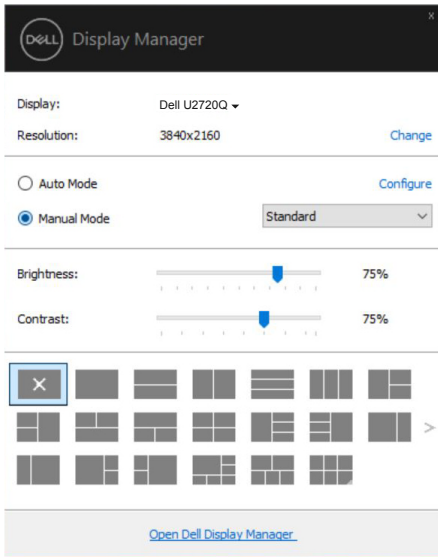 x
DELL Display Manager
Display: Dell U2720Q
Resolution: 3840x2160 Change
Auto Mode Configure
Manual Mode Standard
Brightness: 75%
Contrast: 75%
Open Dell Display Manager